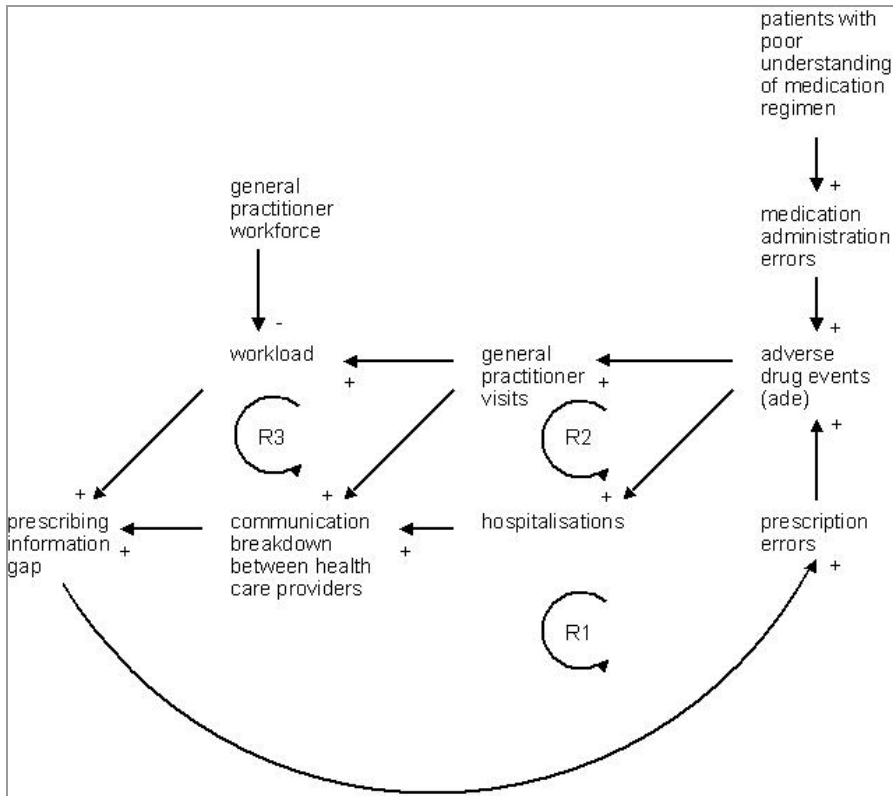 patients with
poor
understanding
of medication
regimen
+
general
practitioner
workforce
medication
administration
errors
-
+
workload
+
general
practitioner
visits
+
adverse
drug events
(ade)
+
R3
R2
+
+
+
prescribing
information
gap
+
communication
breakdown
between health
care providers
+
hospitalisations
prescription
errors
+
R1